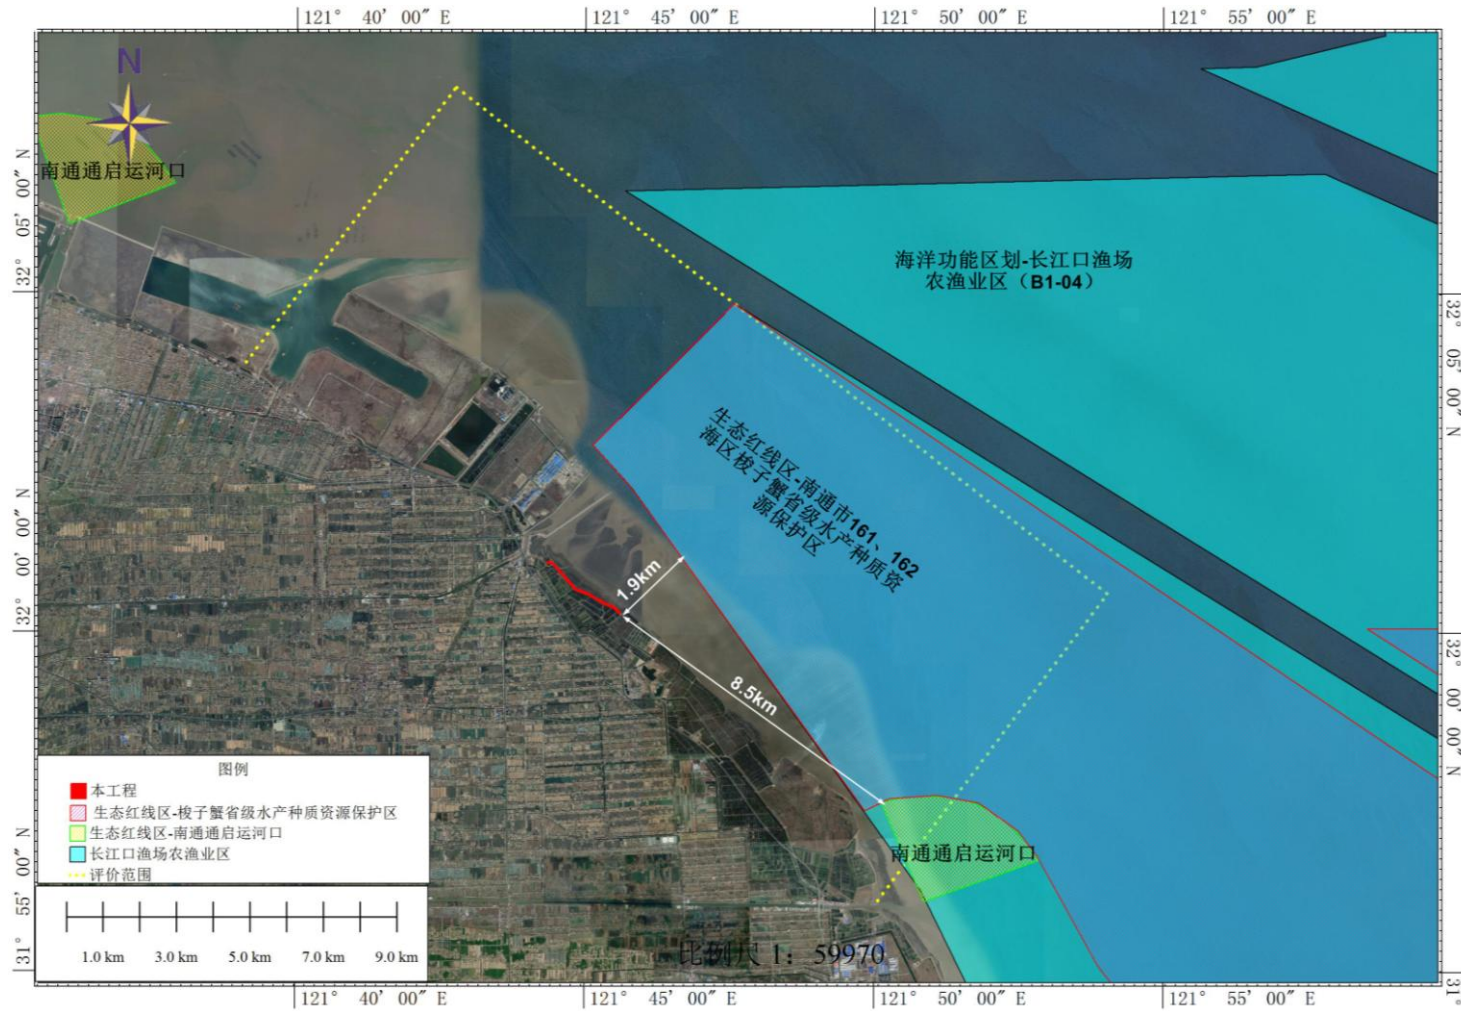 121° 40′ 00″ E
121° 45′ 00″ E
121° 50′ 00″ E
121° 55′ 00″ E
N
南通通启运河口
32° 05′ 00″ N
32° 05′ 00″ N
海洋功能区划-长江口渔场
农渔业区（B1-04）
生态红线区-南通市161、162
海区梭子蟹省级水产种质资
源保护区
32° 00′ 00″ N
32° 00′ 00″ N
1.9km
8.5km
南通通启运河口
图例
本工程
生态红线区-梭子蟹省级水产种质资源保护区
生态红线区-南通通启运河口
长江口渔场农渔业区
评价范围
31° 55′ 00″ N
31°
1.0 km
3.0 km
5.0 km
7.0 km
9.0 km
比例尺 1：59970
121° 40′ 00″ E
121° 45′ 00″ E
121° 50′ 00″ E
121° 55′ 00″ E